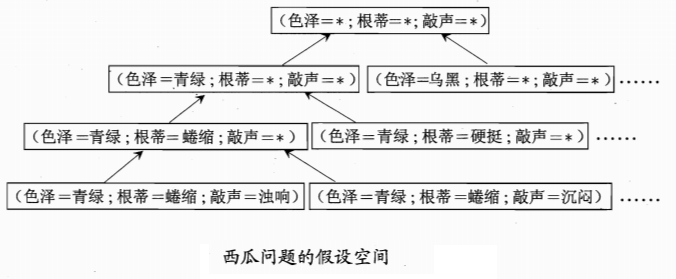 (色泽=*;根蒂=*;敲声=*)
(色泽=青绿;根蒂=*;敲声=*) (色泽=乌黑;根蒂=*;敲声=*) ……
(色泽=青绿;根蒂=蜷缩;敲声=*) (色泽=青绿;根蒂=硬挺;敲声=*) ……
(色泽=青绿;根蒂=蜷缩;敲声=浊响) (色泽=青绿;根蒂=蜷缩;敲声=沉闷) ……
西瓜问题的假设空间